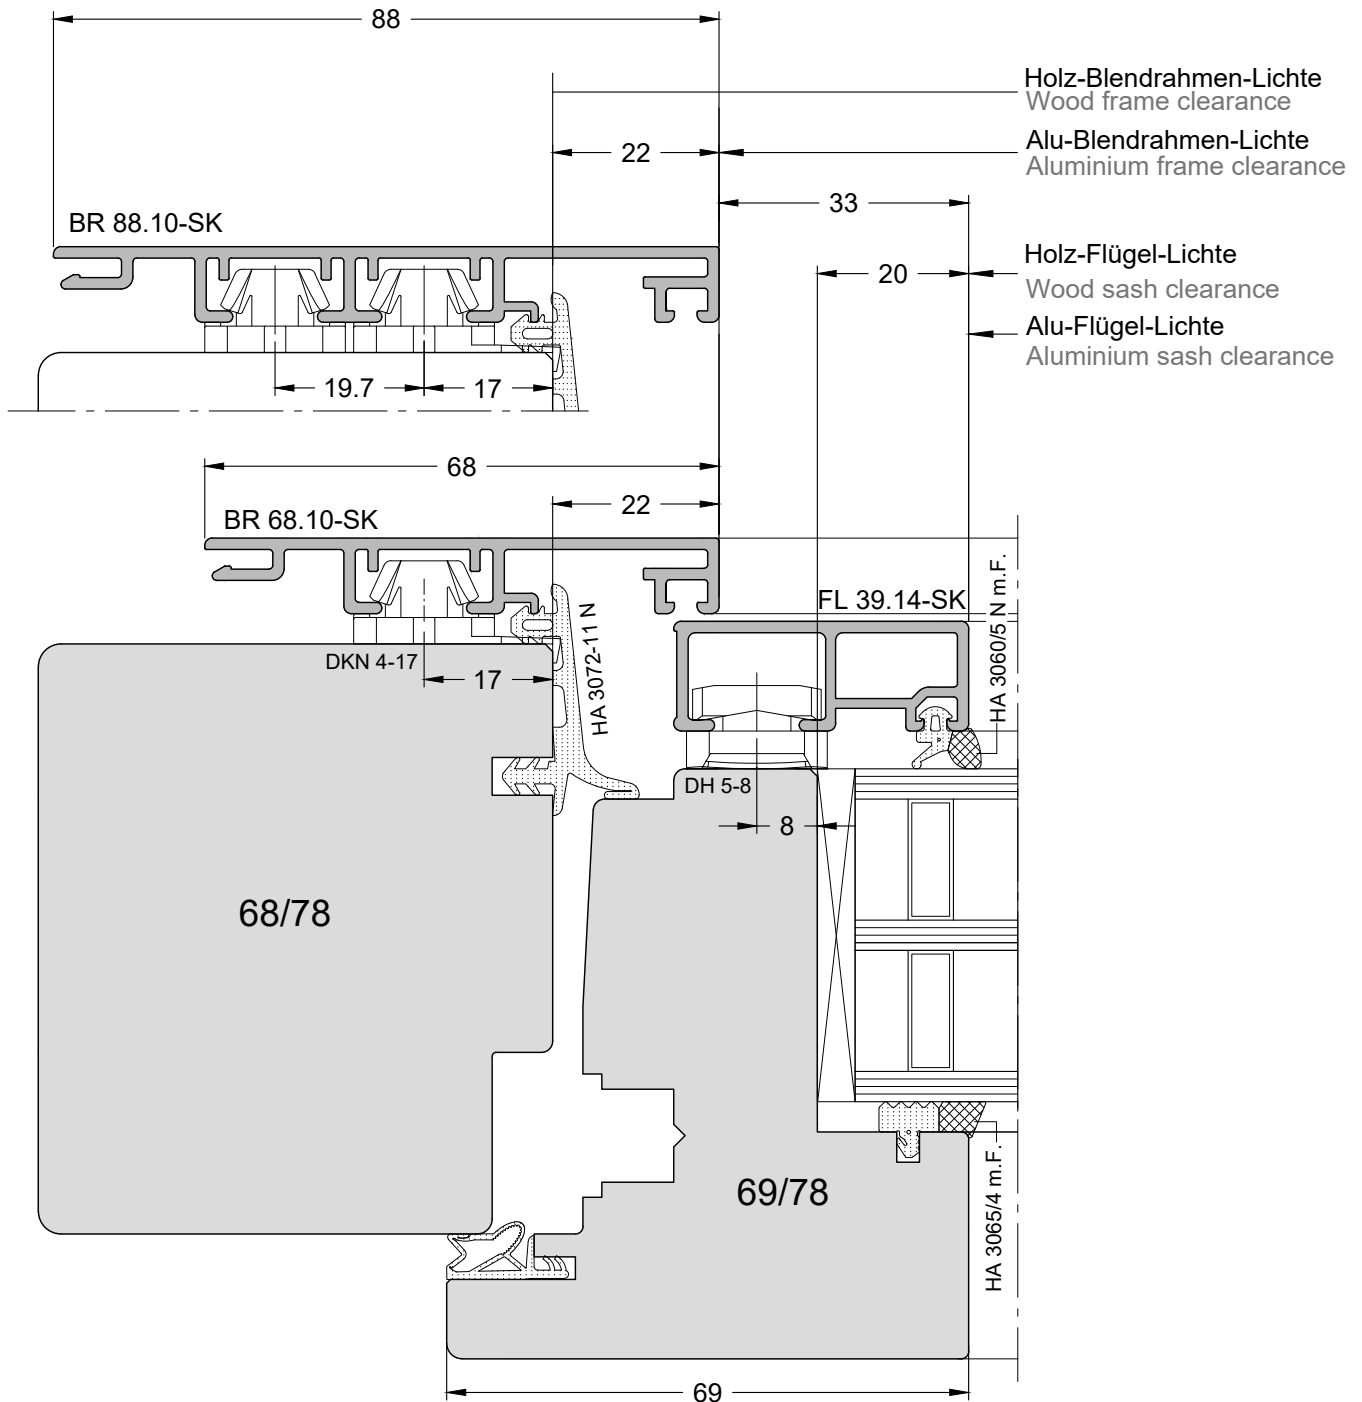 88
Holz-Blendrahmen-Lichte
Wood frame clearance
22
Alu-Blendrahmen-Lichte
Aluminium frame clearance
33
BR 88.10-SK
Holz-Flügel-Lichte
20
Wood sash clearance
Alu-Flügel-Lichte
Aluminium sash clearance
19.7
17
68
22
BR 68.10-SK
FL 39.14-SK
HA 3060/5 N m.F.
HA 3072-11 N
DKN 4-17
17
DH 5-8
8
68/78
69/78
HA 3065/4 m.F.
69